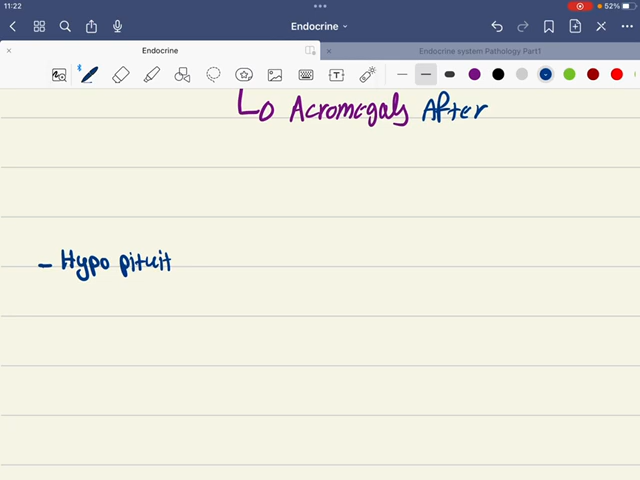 11:22
52%
Endocrine
Endocrine
Endocrine system Pathology Part1
Lo Acromegaly After
- Hypo pituit